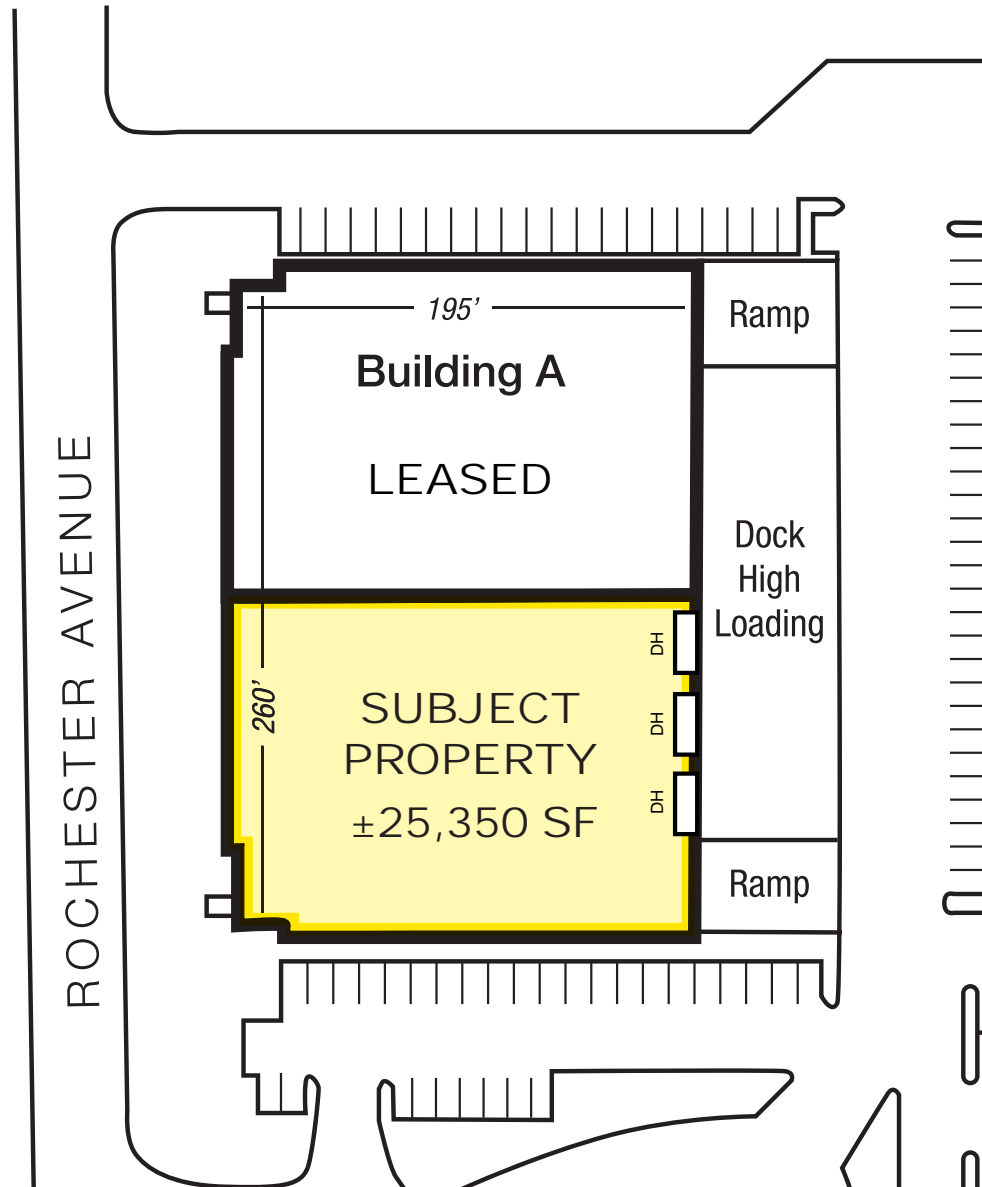 195’
Ramp
Building A
LEASED
ROCHESTER AVENUE
Dock
High
Loading
260’
DH
DH
DH
SUBJECT
PROPERTY
±25,350 SF
Ramp